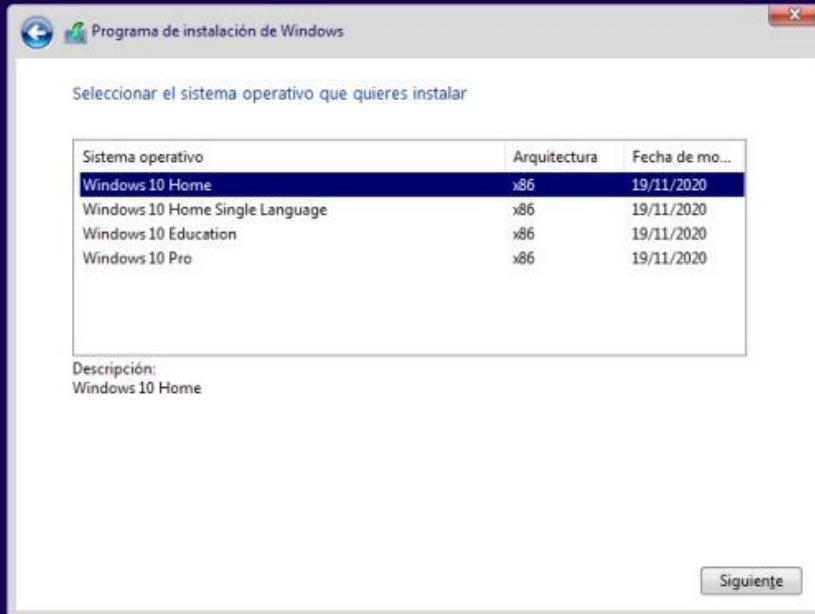 Programa de instalación de Windows
Seleccionar el sistema operativo que quieres instalar
Sistema operativo Arquitectura Fecha de mo...
Windows 10 Home x86 19/11/2020
Windows 10 Home Single Language x86 19/11/2020
Windows 10 Education x86 19/11/2020
Windows 10 Pro x86 19/11/2020
Descripción:
Windows 10 Home
Siguiente